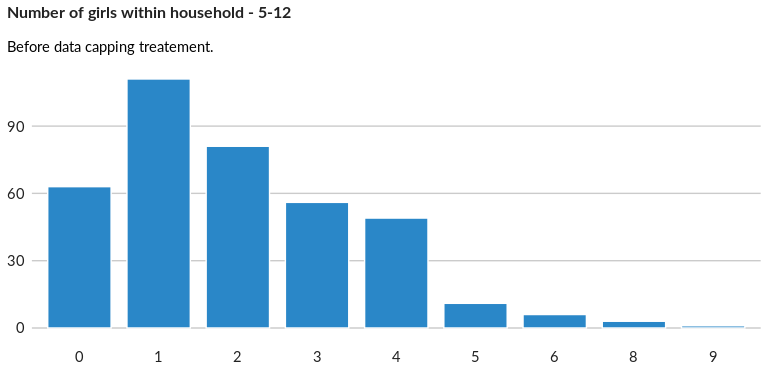 Number of girls within household - 5-12
Before data capping treatement.
90
60
30
0
0 1 2 3 4 5 6 8 9